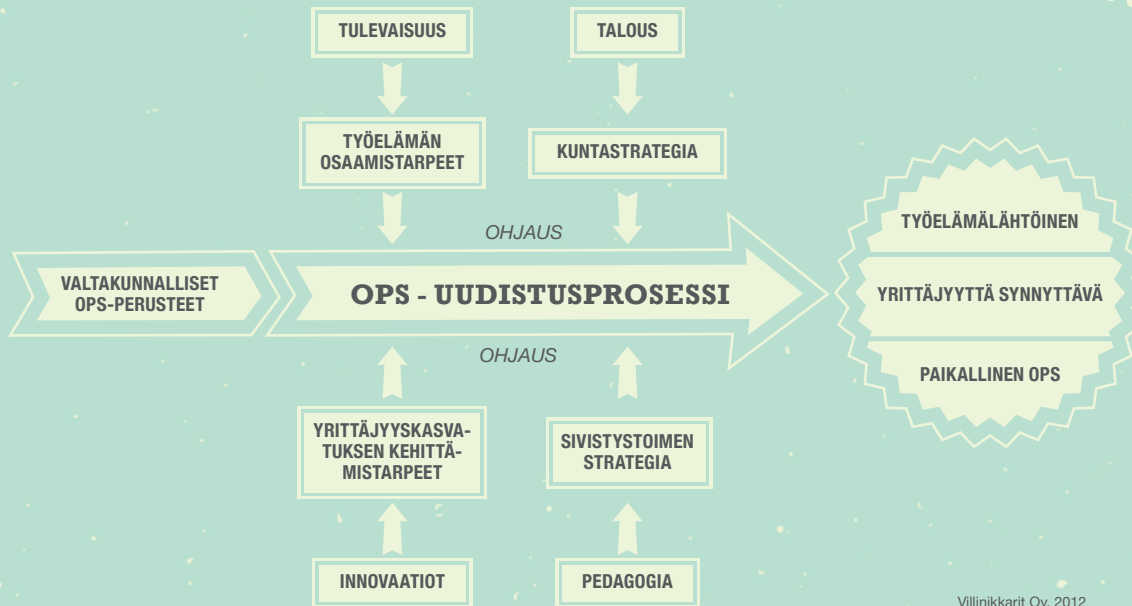 TULEVAISUUS
TALOUS
TYÖELÄMÄN
OSAAMISTARPEET
KUNTASTRATEGIA
OHJAUS
VALTAKUNNALLISET
OPS-PERUSTEET
OPS - UUDISTUSPROSESSI
OHJAUS
TYÖELÄMÄLÄHTÖINEN
YRITTÄJYYTTÄ SYNNYTTÄVÄ
PAIKALLINEN OPS
YRITTÄJYYSKASVA-
TUKSEN KEHITTÄ-
MISTARPEET
SIVISTYSTOIMEN
STRATEGIA
INNOVAATIOT
PEDAGOGIA
Villinikkarit Oy, 2012